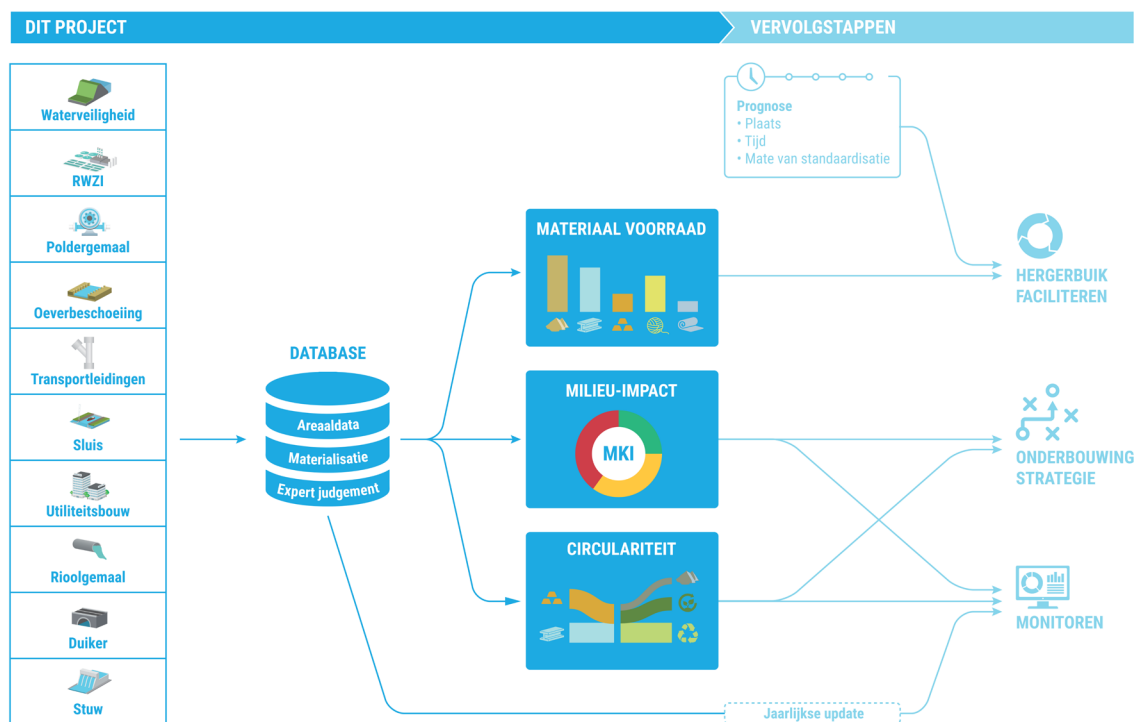 DIT PROJECT
VERVOLGSTAPPEN
Waterveiligheid
RWZI
Poldergemaal
Oeverbeschoeiing
Transportleidingen
Sluis
Utiliteitsbouw
Rioolgemaal
Duiker
Stuw
DATABASE
Areaaldata
Materialisatie
Expert judgement
MATERIAAL VOORRAAD
MILIEU-IMPACT
MKI
CIRCULARITEIT
Prognose
• Plaats
• Tijd
• Mate van standaardisatie
HERGERBUIK
FACILITEREN
ONDERBOUWING
STRATEGIE
MONITOREN
Jaarlijkse update